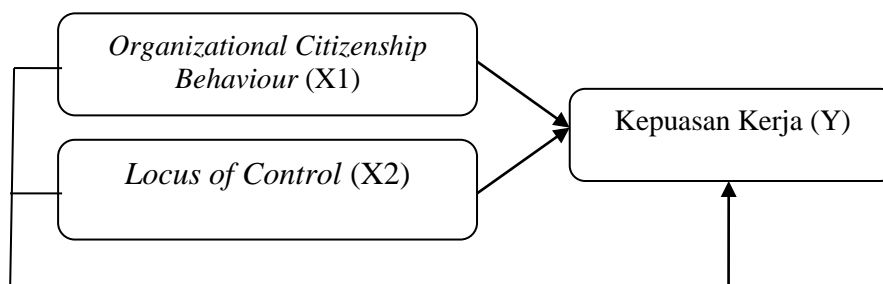 Organizational Citizenship
Behaviour (X1)
Kepuasan Kerja (Y)
Locus of Control (X2)